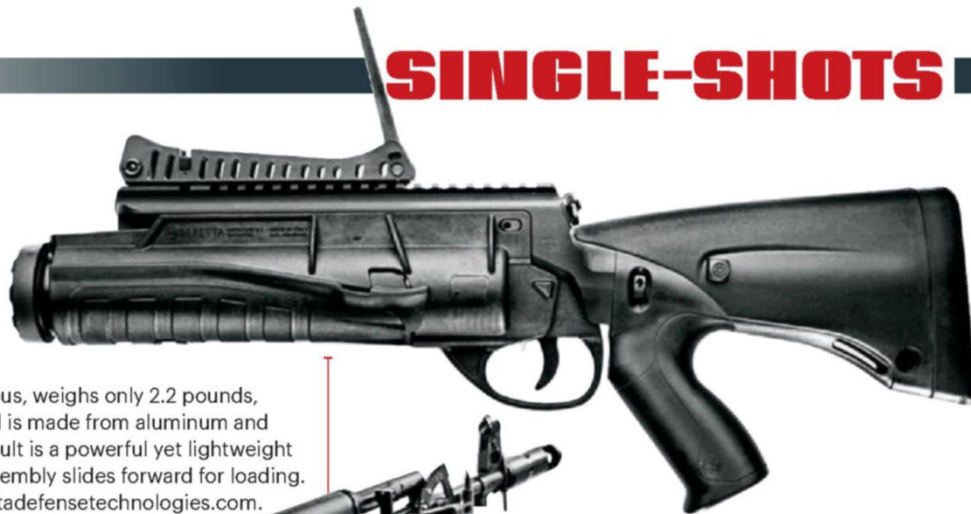 SINGLE-SHOTS
BERETTA
us, weighs only 2.2 pounds,
l is made from aluminum and
ult is a powerful yet lightweight
embly slides forward for loading.
tadefensetechnologies.com.